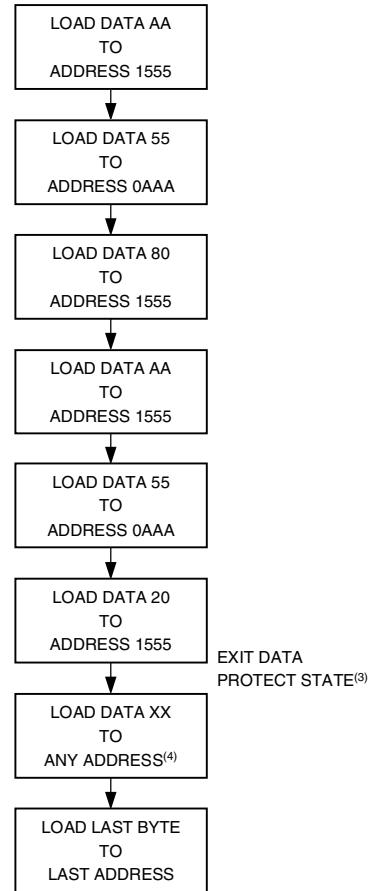 LOAD DATA AA
TO
ADDRESS 1555
LOAD DATA 55
TO
ADDRESS 0AAA
LOAD DATA 80
TO
ADDRESS 1555
LOAD DATA AA
TO
ADDRESS 1555
LOAD DATA 55
TO
ADDRESS 0AAA
LOAD DATA 20
TO
ADDRESS 1555
EXIT DATA
PROTECT STATE(3)
LOAD DATA XX
TO
ANY ADDRESS(4)
LOAD LAST BYTE
TO
LAST ADDRESS